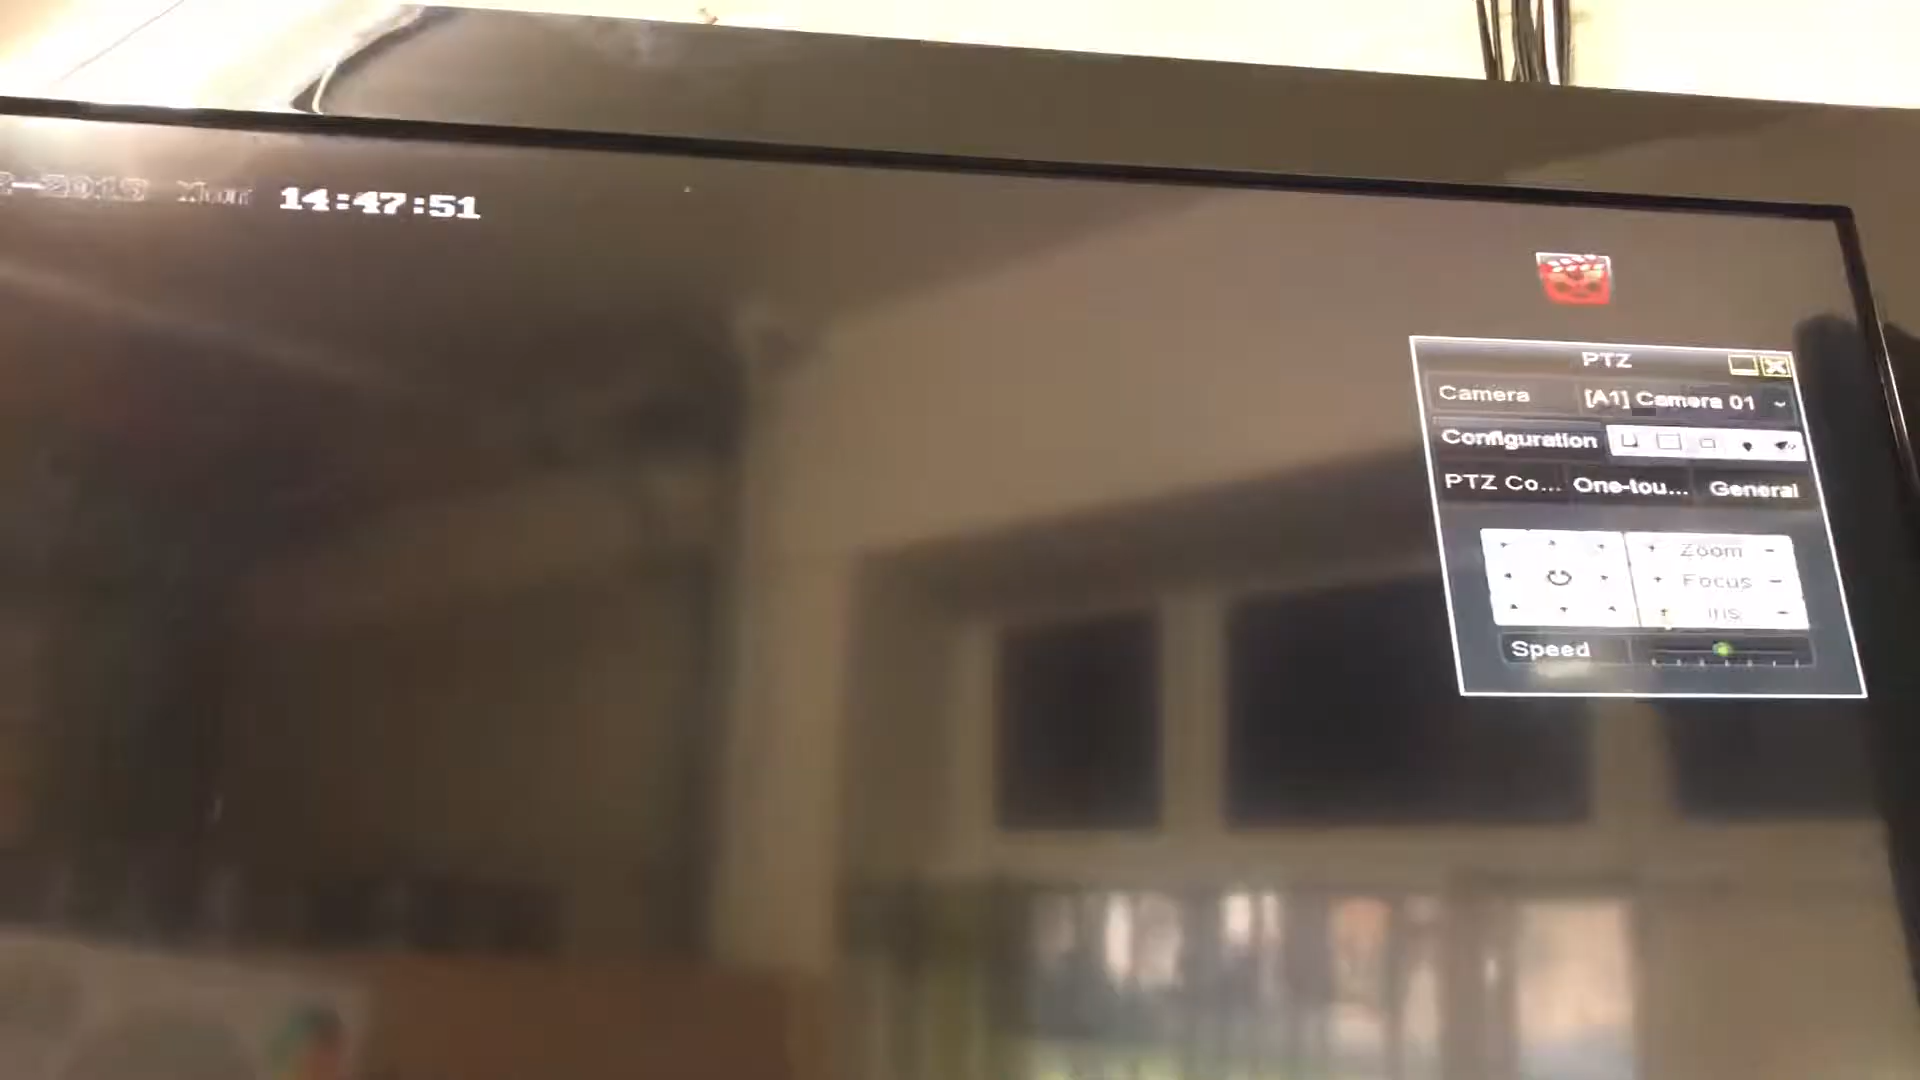 14:47:51
PTZ
Camera [A1] Camera 01
Configuration
PTZ Co... One-tou... General
Zoom
Focus
Iris
Speed